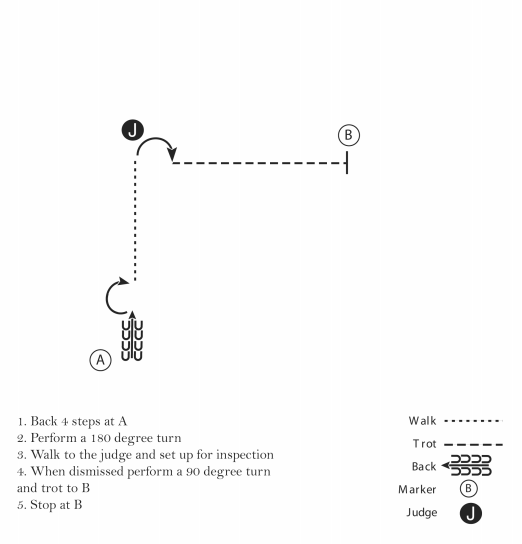 J
B
A
1. Back 4 steps at A
2. Perform a 180 degree turn
3. Walk to the judge and set up for inspection
4. When dismissed perform a 90 degree turn
and trot to B
5. Stop at B
Walk
Trot
Back
Marker B
Judge J